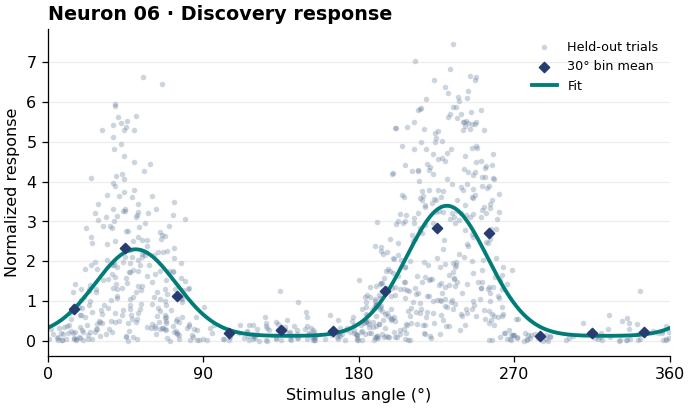 Neuron 06 · Discovery response
Normalized response
7
6
5
4
3
2
1
0
Held-out trials
30° bin mean
Fit
0 90 180 270 360
Stimulus angle (°)